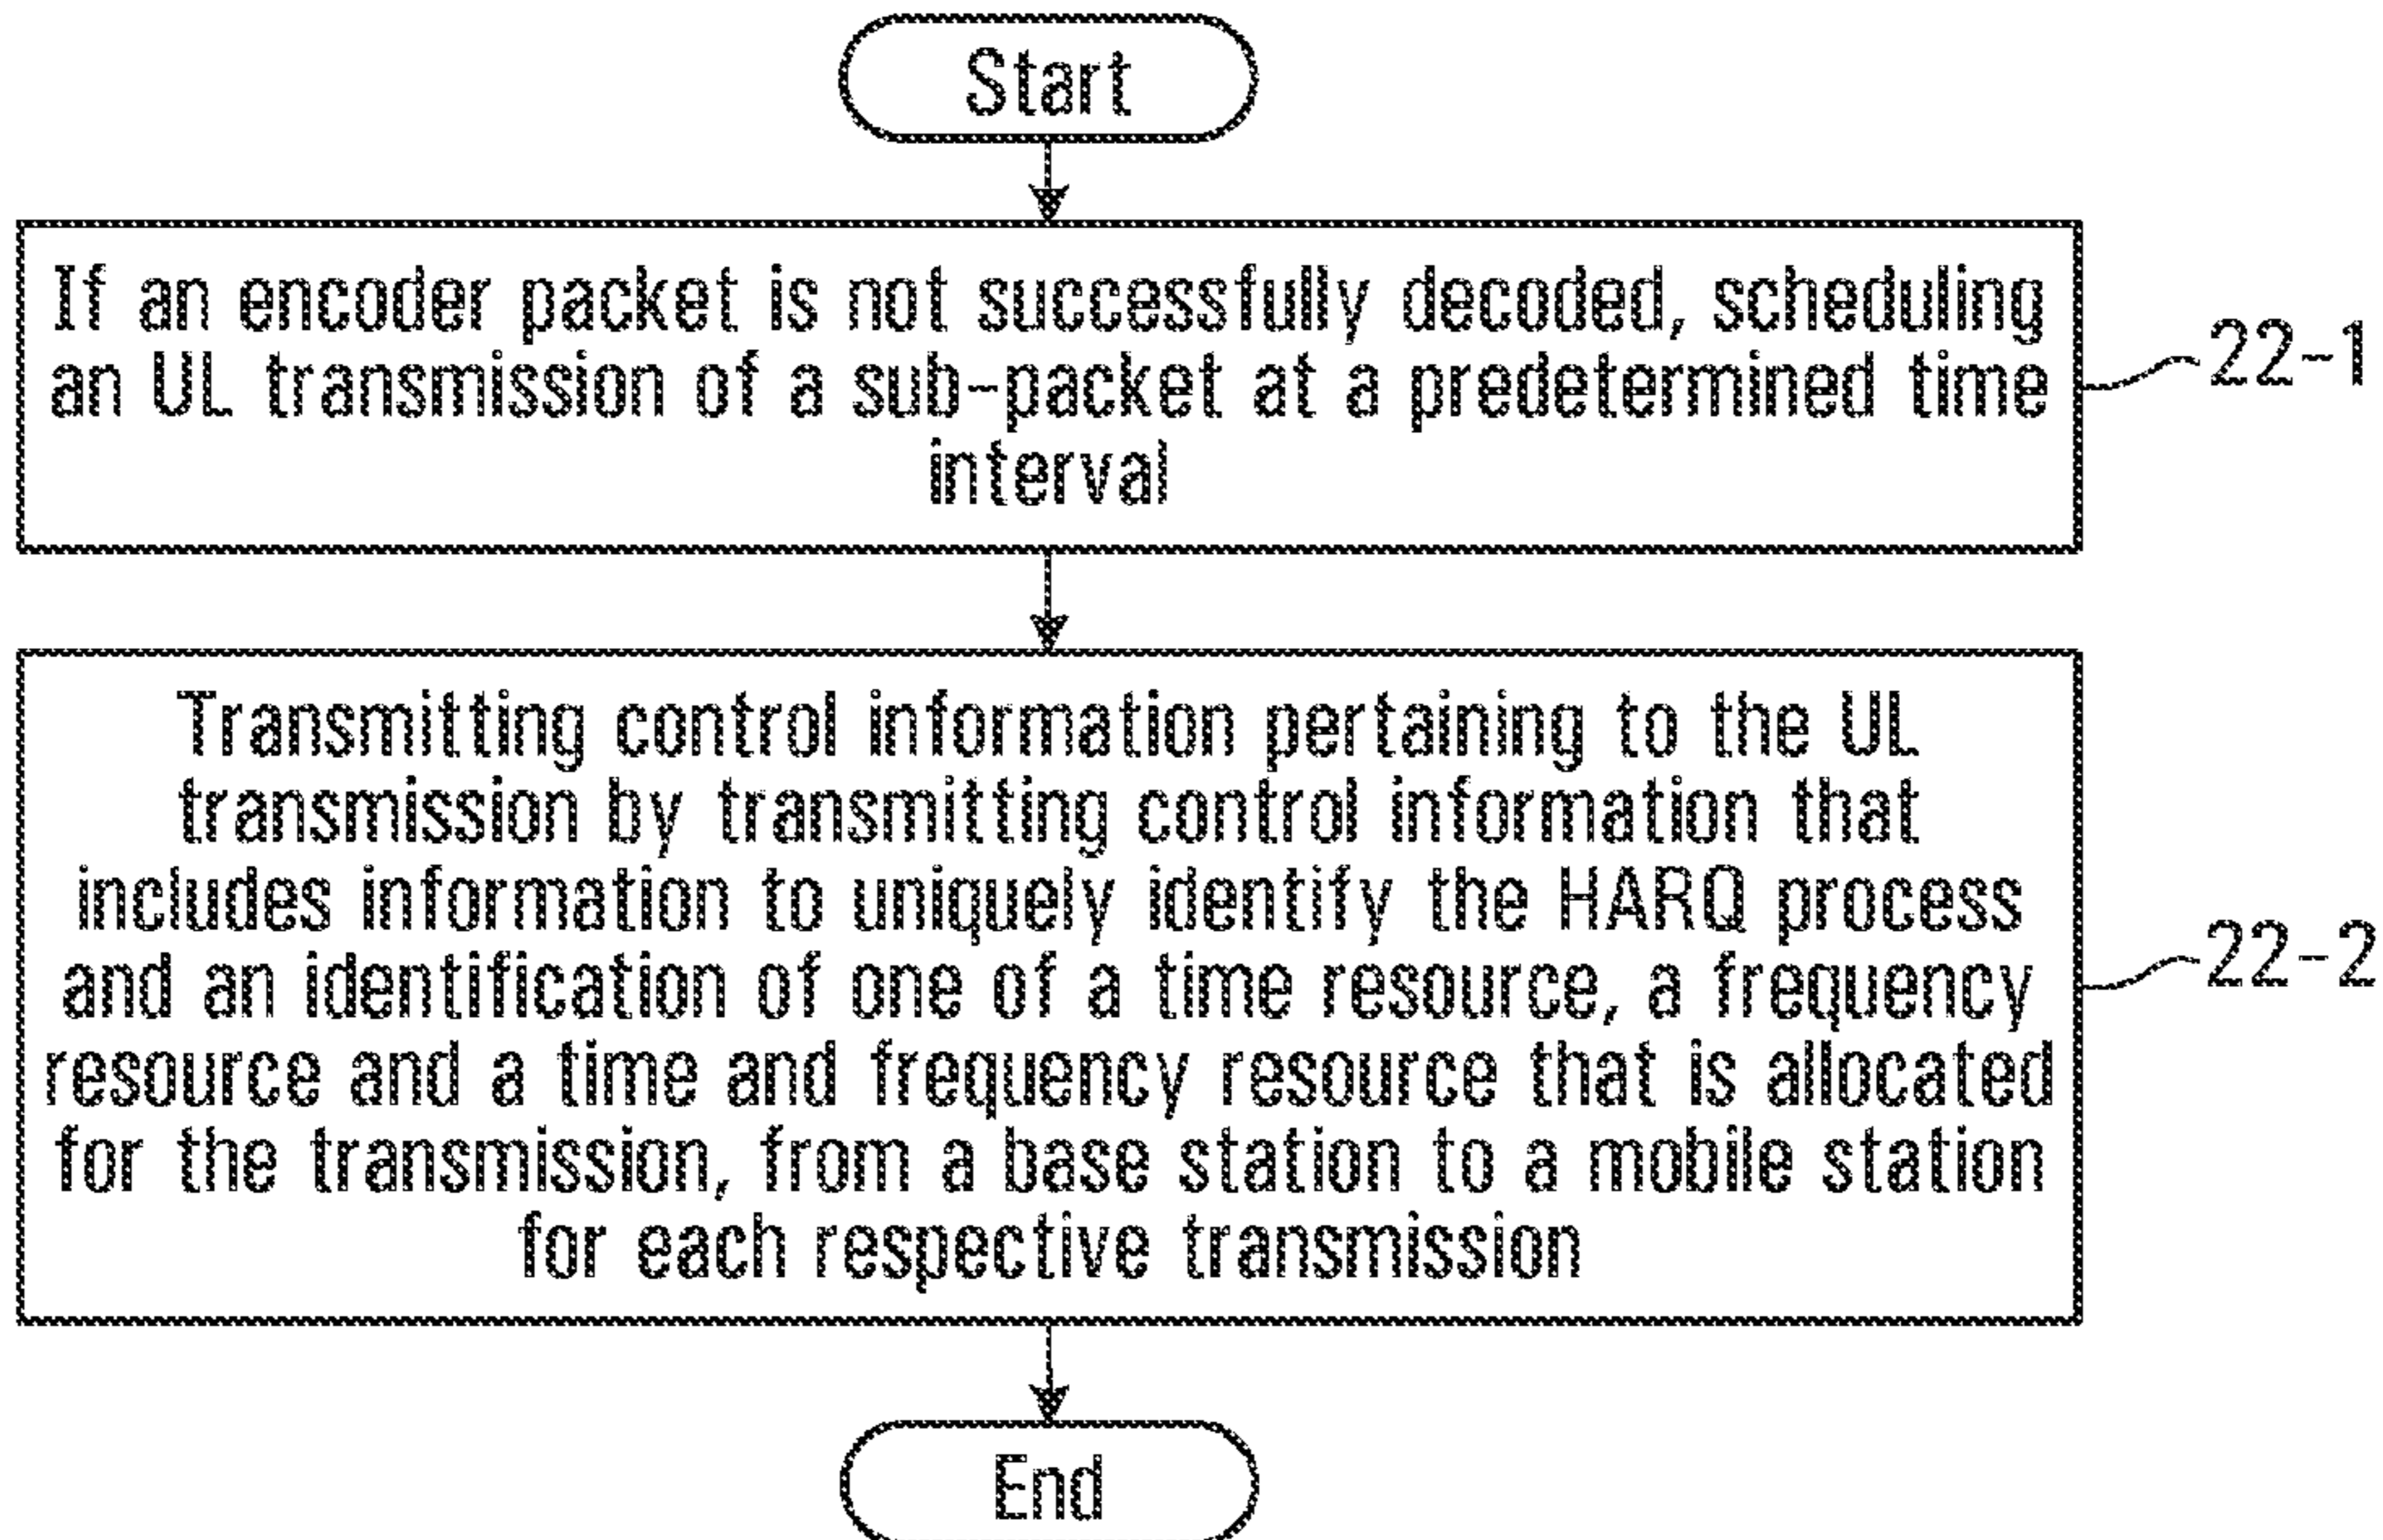 Start
If an encoder packet is not successfully decoded, scheduling
an UL transmission of a sub-packet at a predetermined time
interval
22-1
Transmitting control information pertaining to the UL
transmission by transmitting control information that
includes information to uniquely identify the HARQ process
and an identification of one of a time resource, a frequency
resource and a time and frequency resource that is allocated
for the transmission, from a base station to a mobile station
for each respective transmission
22-2
End